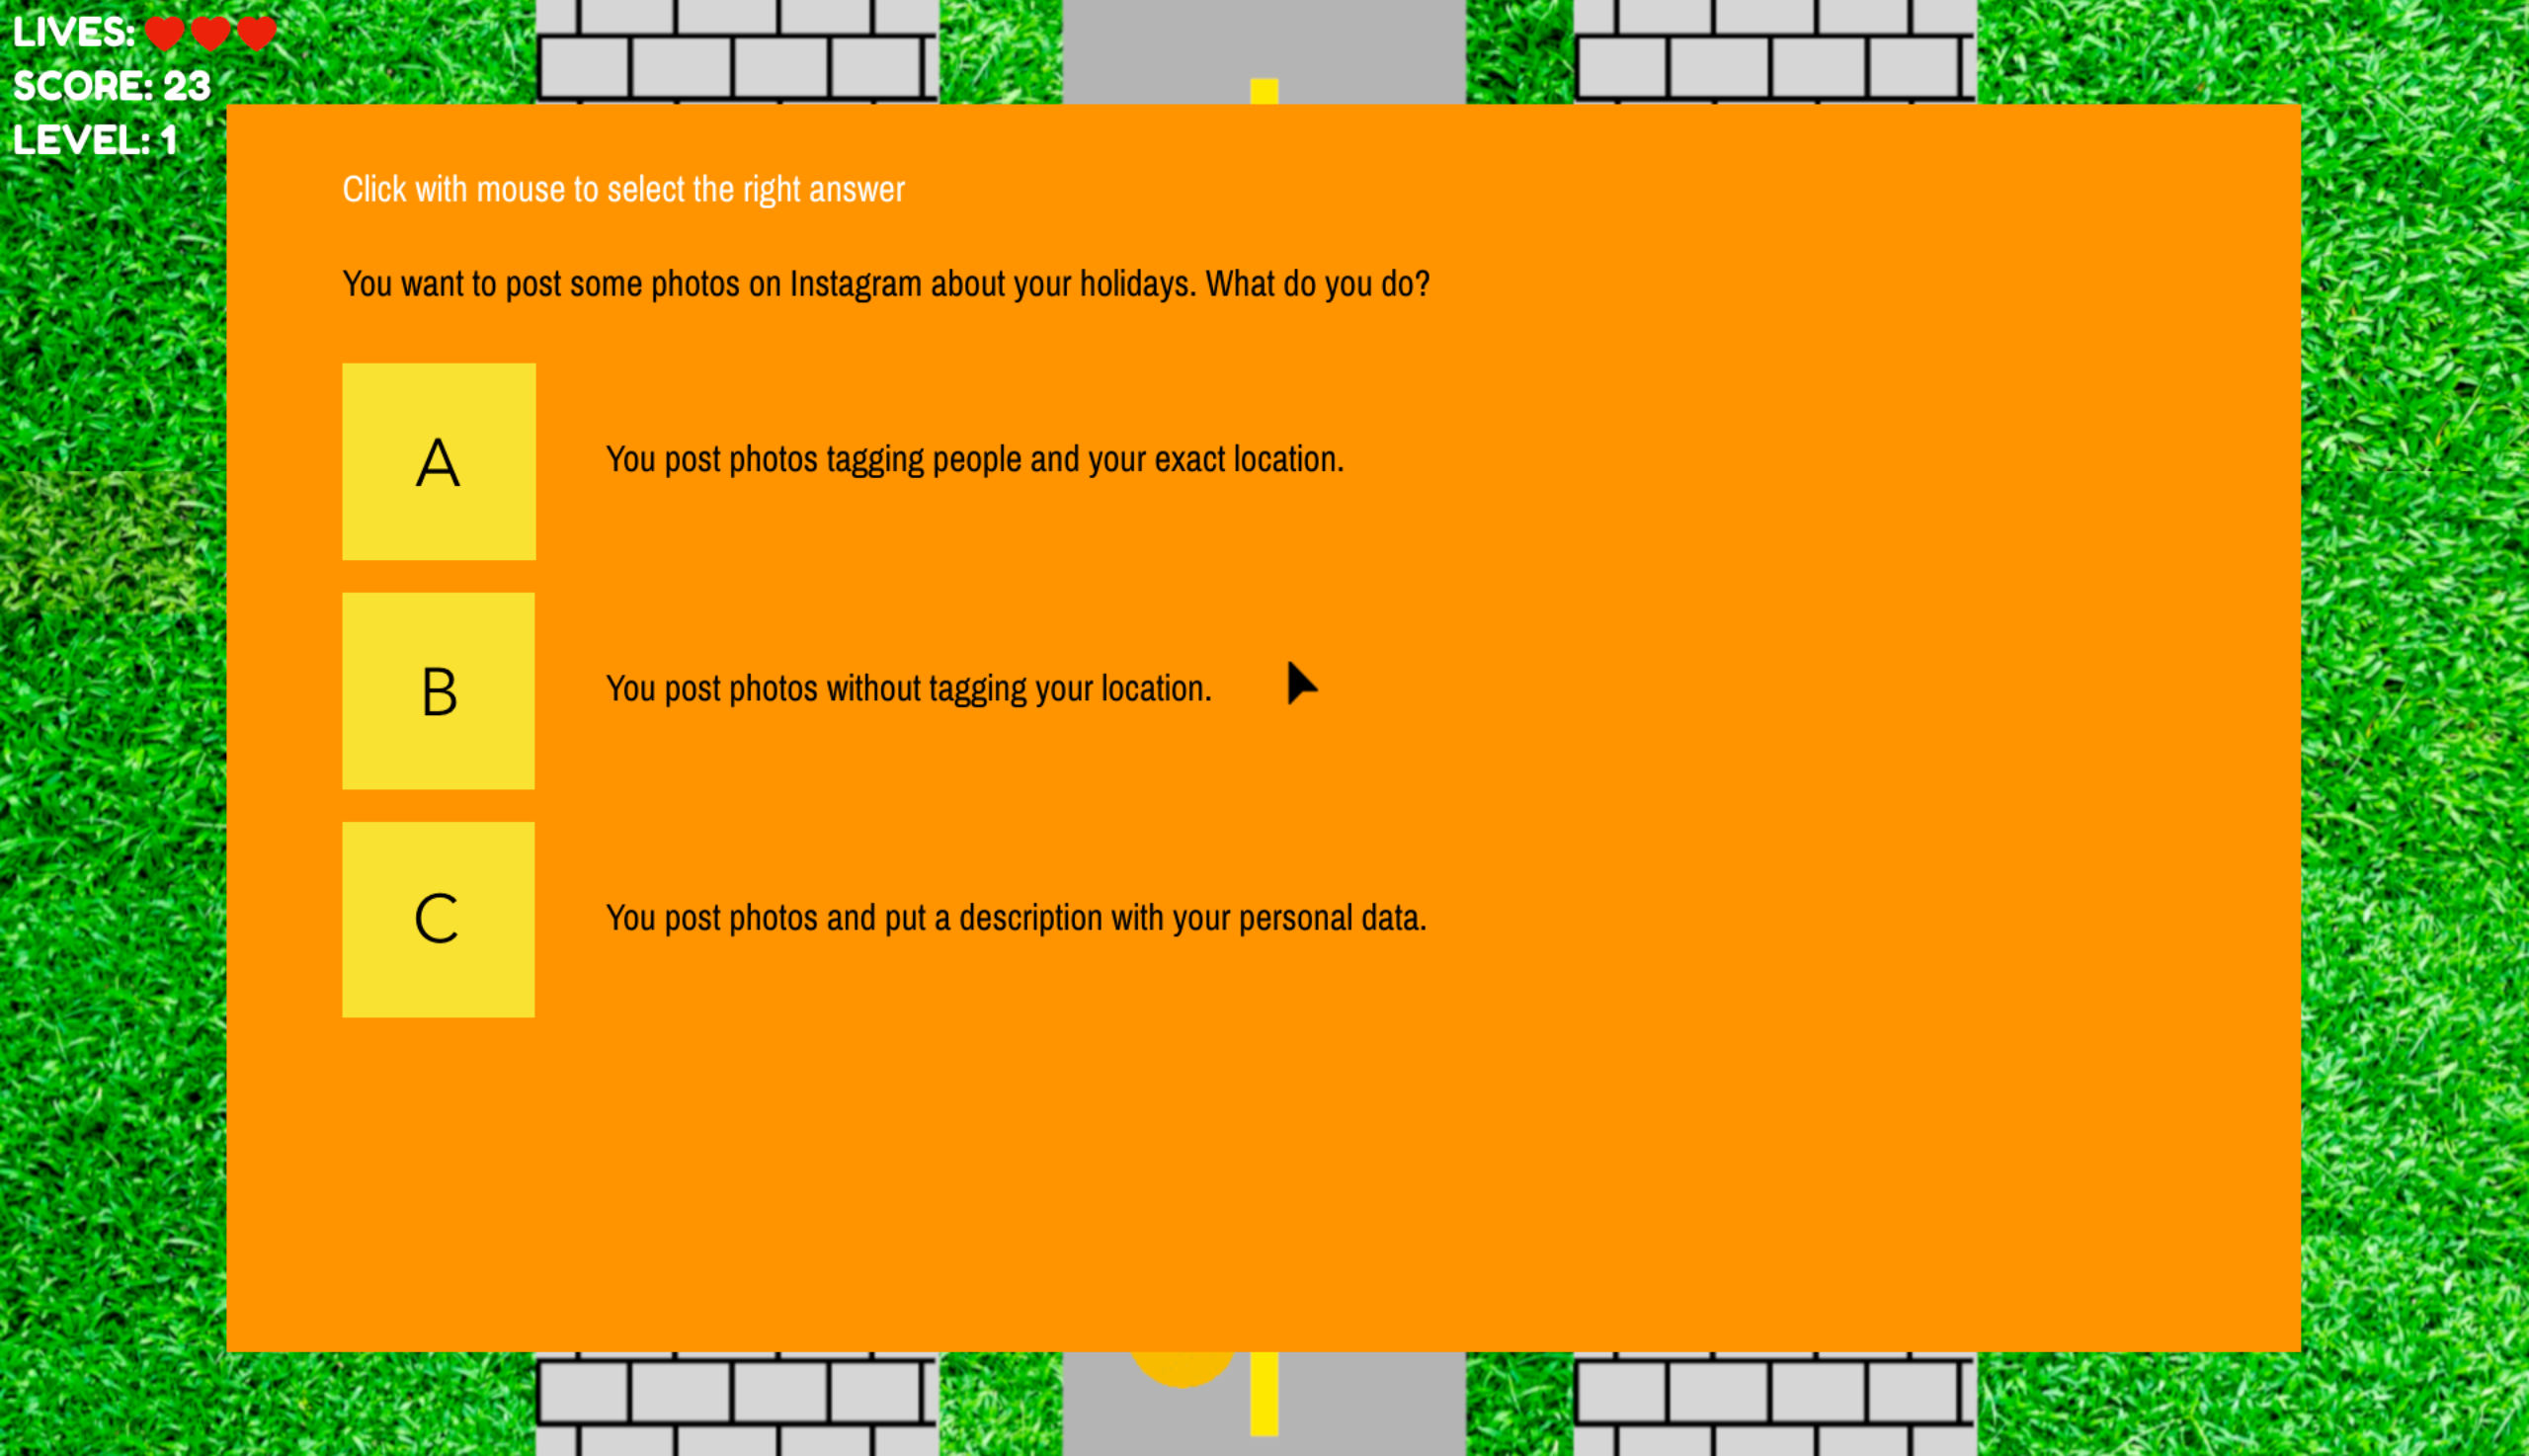 LIVES: ❤❤❤
SCORE: 23
LEVEL: 1
Click with mouse to select the right answer
You want to post some photos on Instagram about your holidays. What do you do?
A You post photos tagging people and your exact location.
B You post photos without tagging your location.
C You post photos and put a description with your personal data.